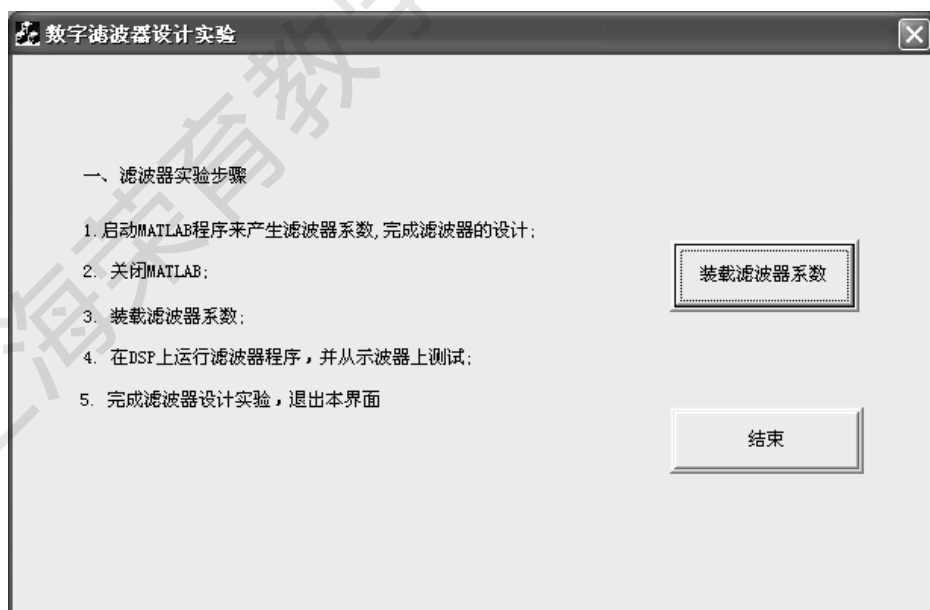 数字滤波器设计实验
一、滤波器实验步骤
1.启动MATLAB程序来产生滤波器系数,完成滤波器的设计;
2. 关闭MATLAB;
3. 装载滤波器系数;
4. 在DSP上运行滤波器程序，并从示波器上测试;
5. 完成滤波器设计实验，退出本界面
装载滤波器系数
结束
海荣育教学